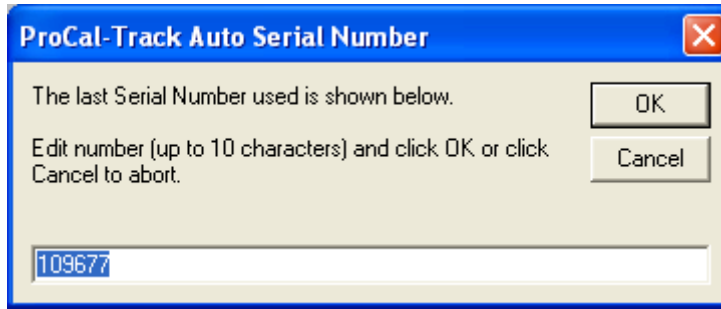 ProCal-Track Auto Serial Number
The last Serial Number used is shown below.
OK
Edit number (up to 10 characters) and click OK or click
Cancel to abort.
Cancel
109677